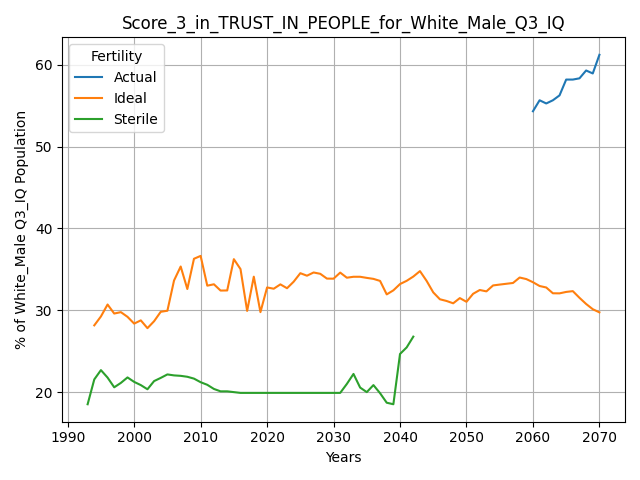 Score_3_in_TRUST_IN_PEOPLE_for_White_Male_Q3_IQ
Fertility
Actual
Ideal
Sterile
% of White_Male Q3_IQ Population
60
50
40
30
20
1990 2000 2010 2020 2030 2040 2050 2060 2070
Years